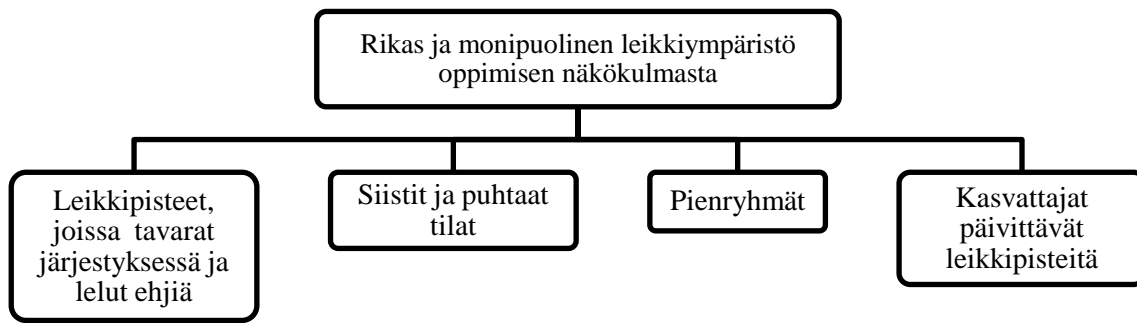 Rikas ja monipuolinen leikkiympäristö
oppimisen näkökulmasta
Leikkipisteet,
joissa tavarat
järjestyksessä ja
lelut ehjiä
Siistit ja puhtaat
tilat
Pienryhmät
Kasvattajat
päivittävät
leikkipisteitä